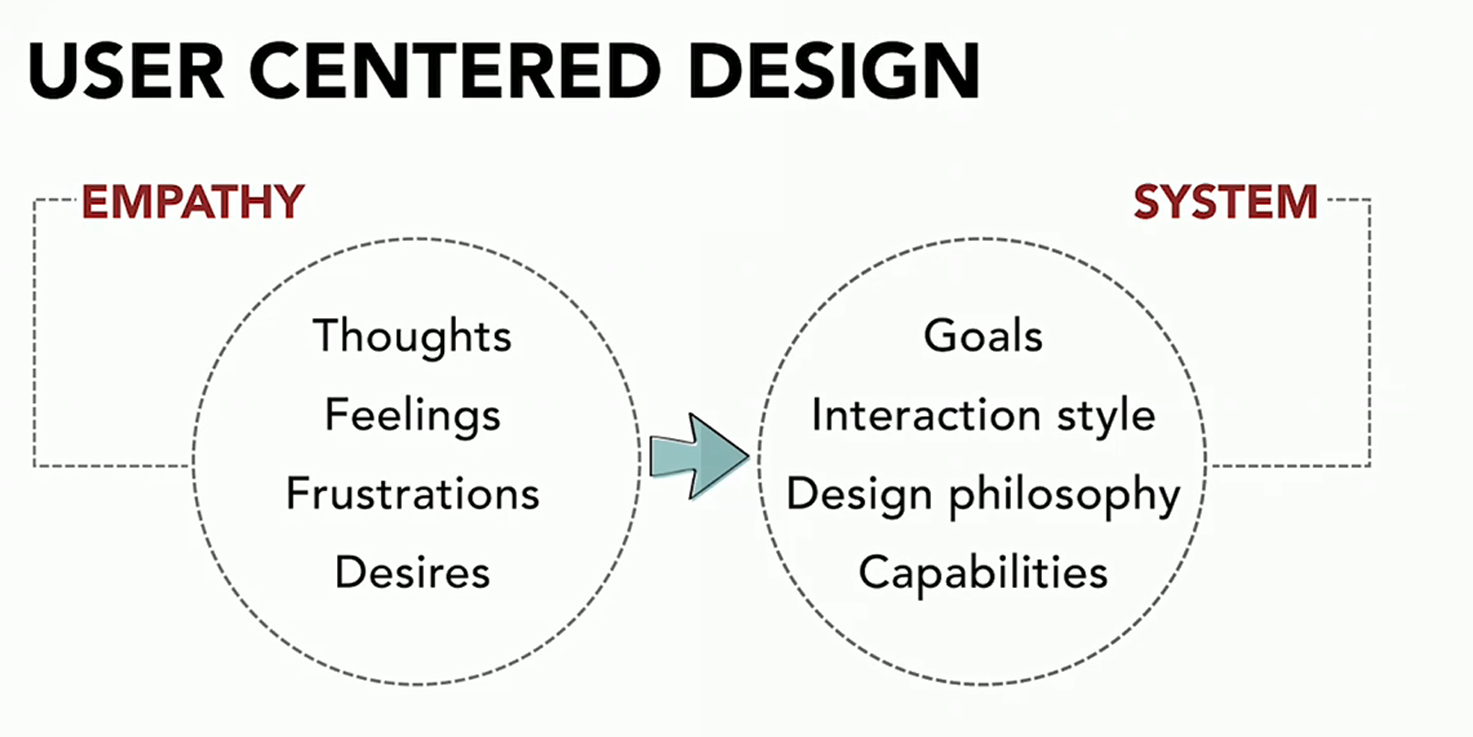 USER CENTERED DESIGN
EMPATHY
Thoughts
Feelings
Frustrations
Desires
SYSTEM
Goals
Interaction style
Design philosophy
Capabilities